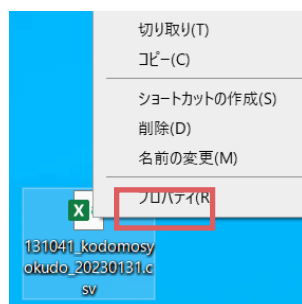 切り取り(T)
コピー(C)
ショートカットの作成(S)
削除(D)
名前の変更(M)
プロパティ(R
131041_kodomosy
okudo_20230131.c
sv